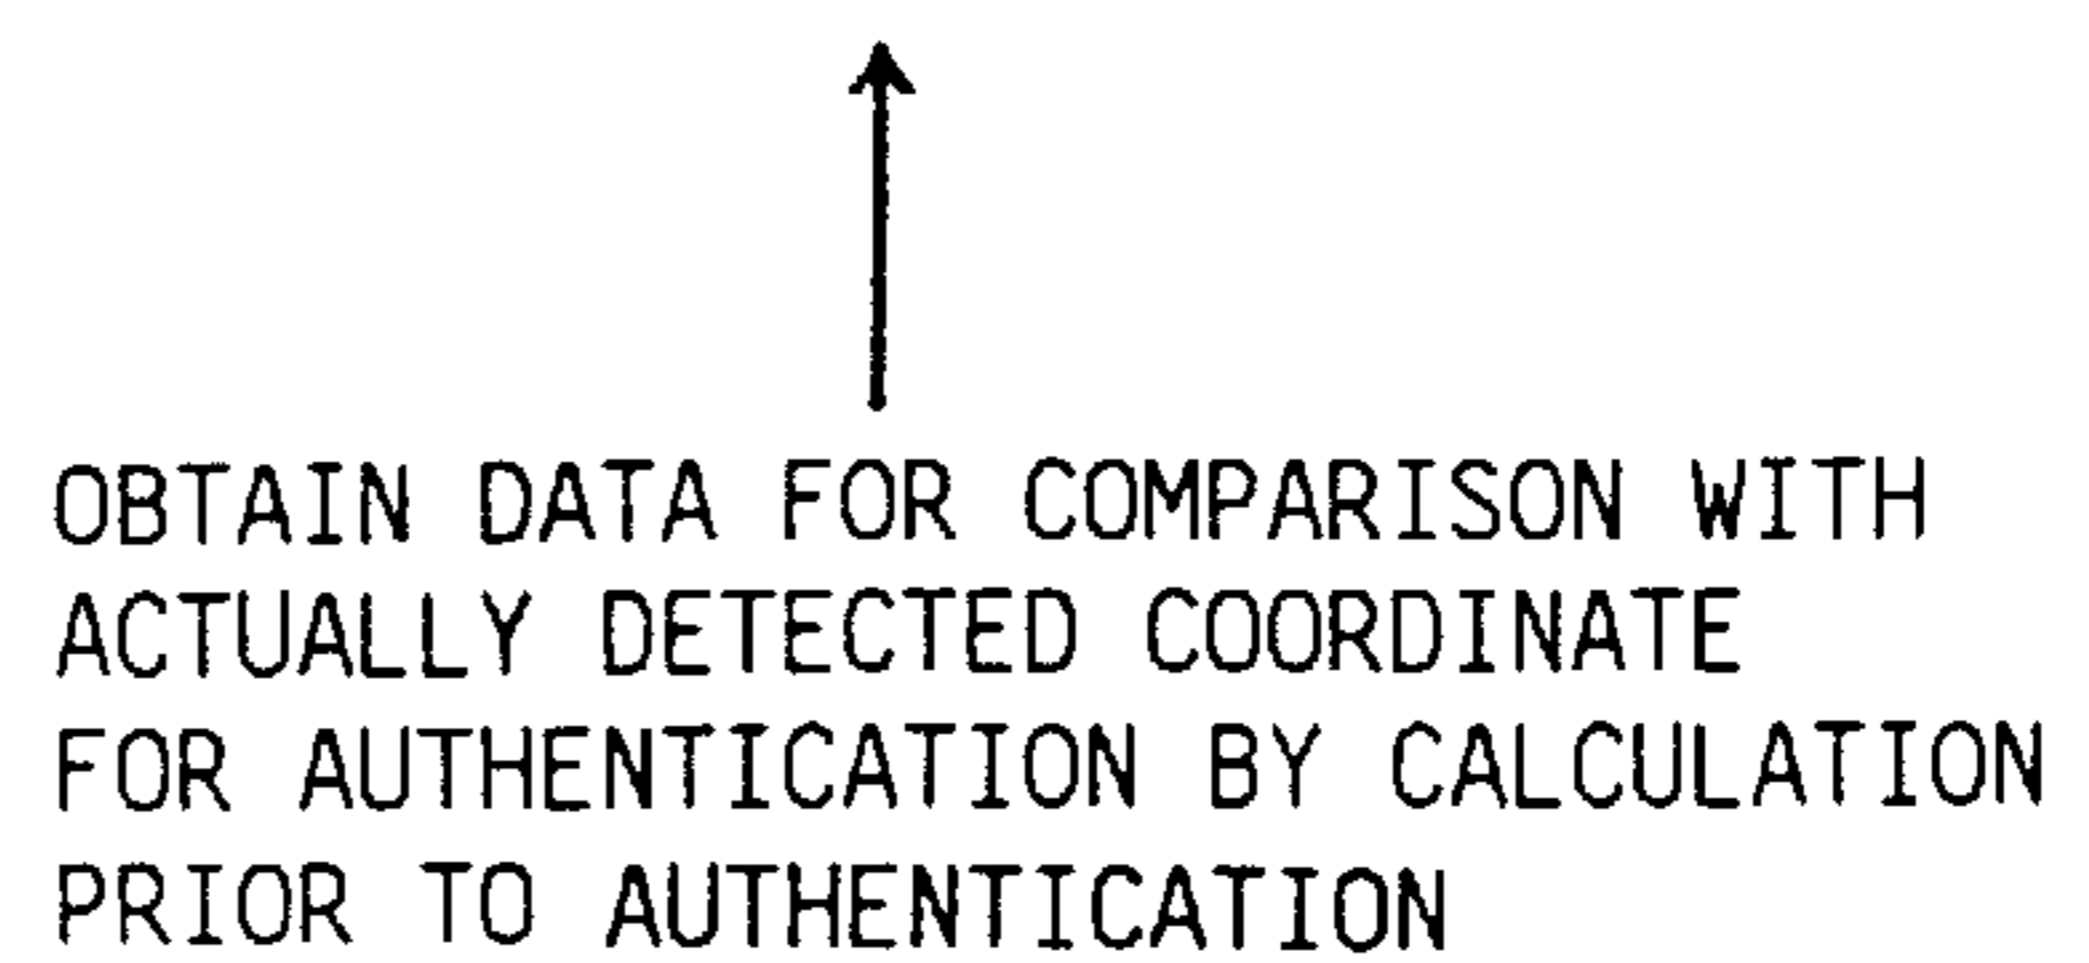 OBTAIN DATA FOR COMPARISON WITH
ACTUALLY DETECTED COORDINATE
FOR AUTHENTICATION BY CALCULATION
PRIOR TO AUTHENTICATION